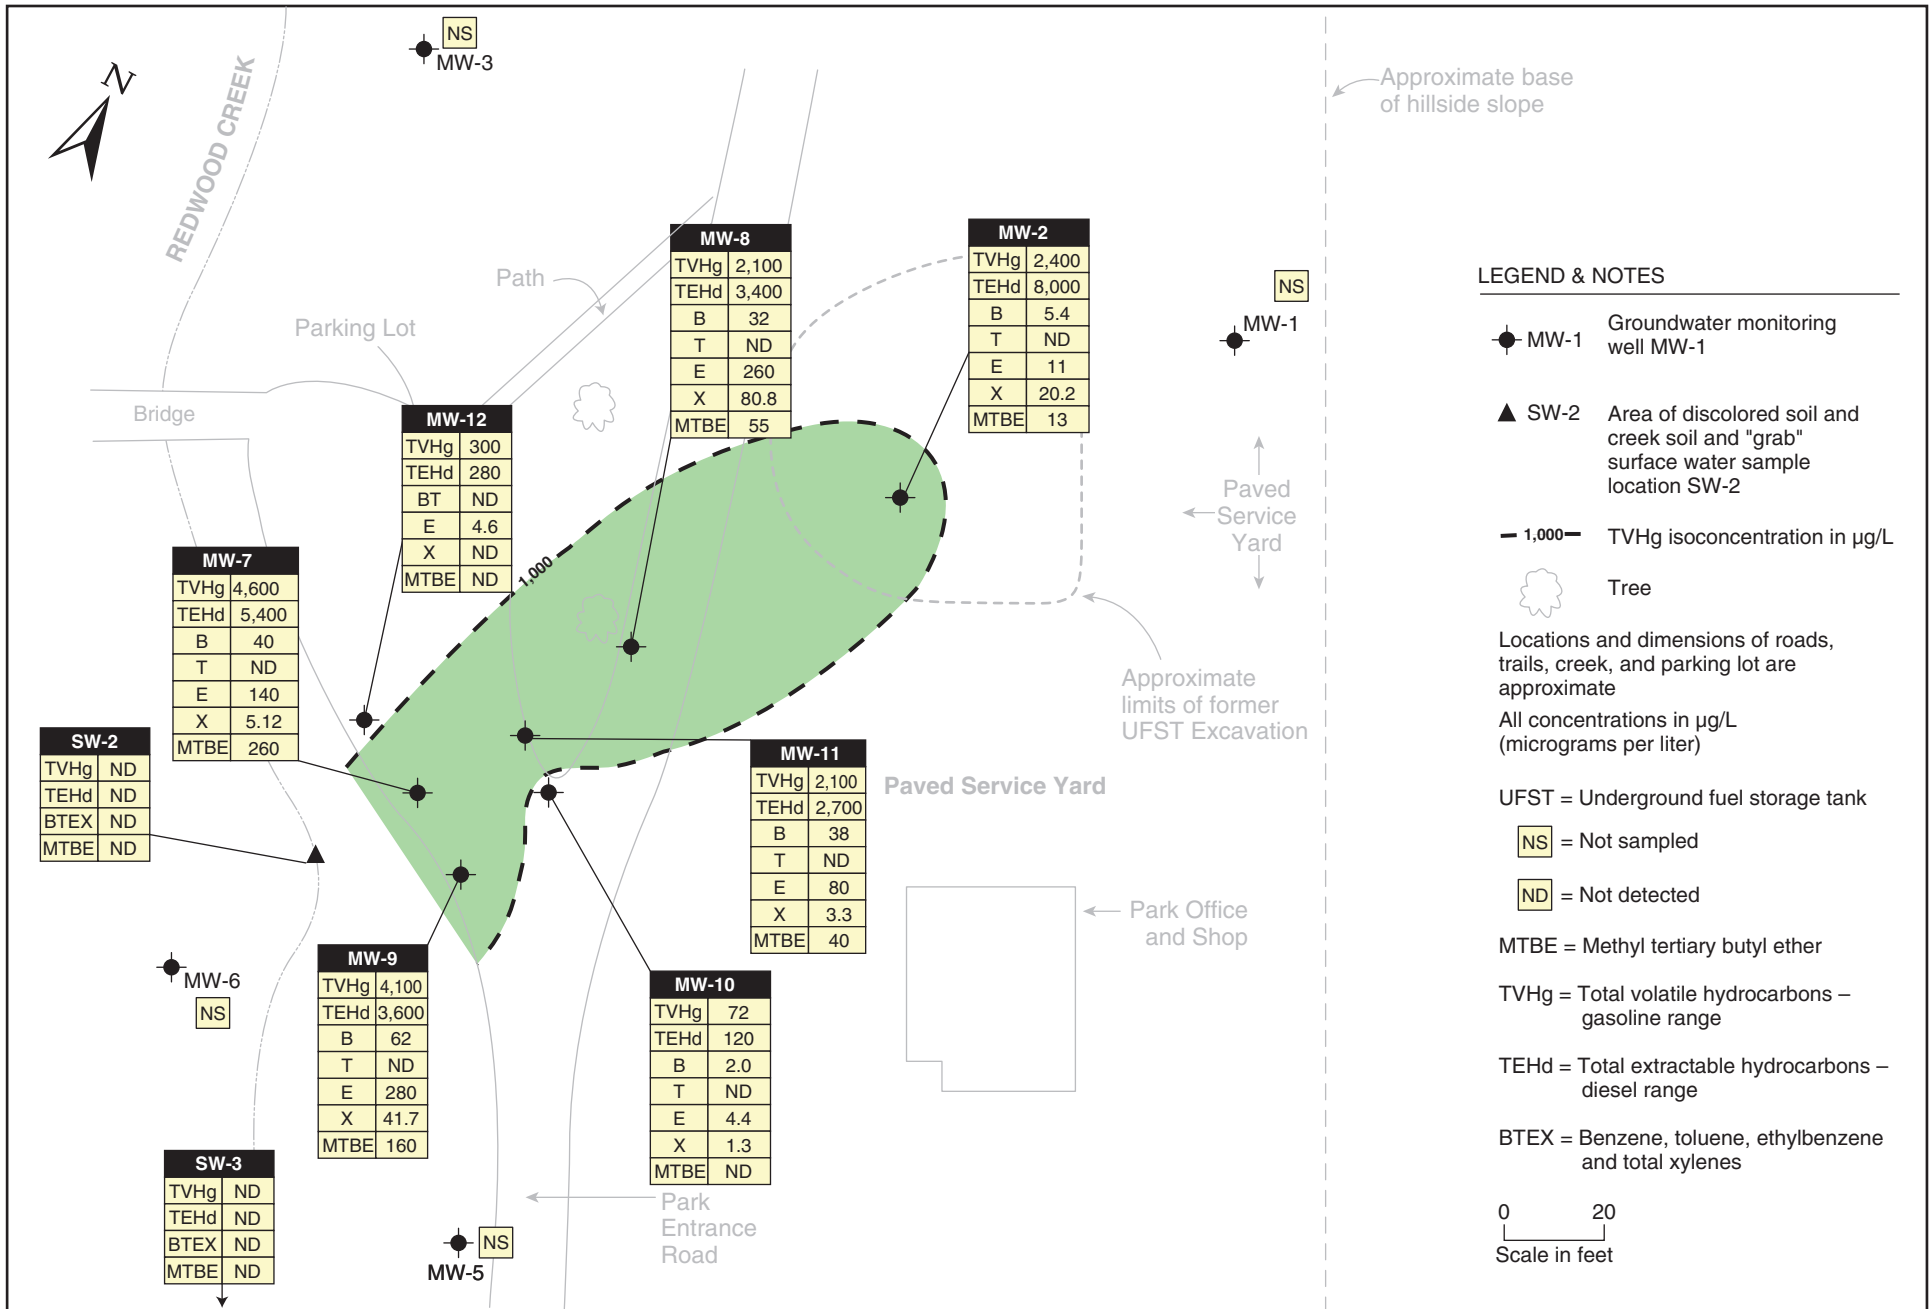 N
NS
MW-3
REDWOOD CREEK
Approximate base
of hillside slope
Path
Parking Lot
Bridge
MW-8
TVHg 2,100
TEHd 3,400
B 32
T ND
E 260
X 80.8
MTBE 55
MW-2
TVHg 2,400
TEHd 8,000
B 5.4
T ND
E 11
X 20.2
MTBE 13
NS
MW-1
MW-12
TVHg 300
TEHd 280
BT ND
E 4.6
X ND
MTBE ND
1,000
Paved
Service
Yard
MW-7
TVHg 4,600
TEHd 5,400
B 40
T ND
E 140
X 5.12
MTBE 260
Approximate
limits of former
UFST Excavation
SW-2
TVHg ND
TEHd ND
BTEX ND
MTBE ND
MW-11
TVHg 2,100
TEHd 2,700
B 38
T ND
E 80
X 3.3
MTBE 40
Paved Service Yard
Park Office
and Shop
MW-6
NS
MW-9
TVHg 4,100
TEHd 3,600
B 62
T ND
E 280
X 41.7
MTBE 160
MW-10
TVHg 72
TEHd 120
B 2.0
T ND
E 4.4
X 1.3
MTBE ND
SW-3
TVHg ND
TEHd ND
BTEX ND
MTBE ND
NS
MW-5
Park
Entrance
Road
LEGEND & NOTES
MW-1 Groundwater monitoring
well MW-1
SW-2 Area of discolored soil and
creek soil and "grab"
surface water sample
location SW-2
1,000 TVHg isoconcentration in µg/L
Tree
Locations and dimensions of roads,
trails, creek, and parking lot are
approximate
All concentrations in µg/L
(micrograms per liter)
UFST = Underground fuel storage tank
NS = Not sampled
ND = Not detected
MTBE = Methyl tertiary butyl ether
TVHg = Total volatile hydrocarbons –
gasoline range
TEHd = Total extractable hydrocarbons –
diesel range
BTEX = Benzene, toluene, ethylbenzene
and total xylenes
0 20
Scale in feet